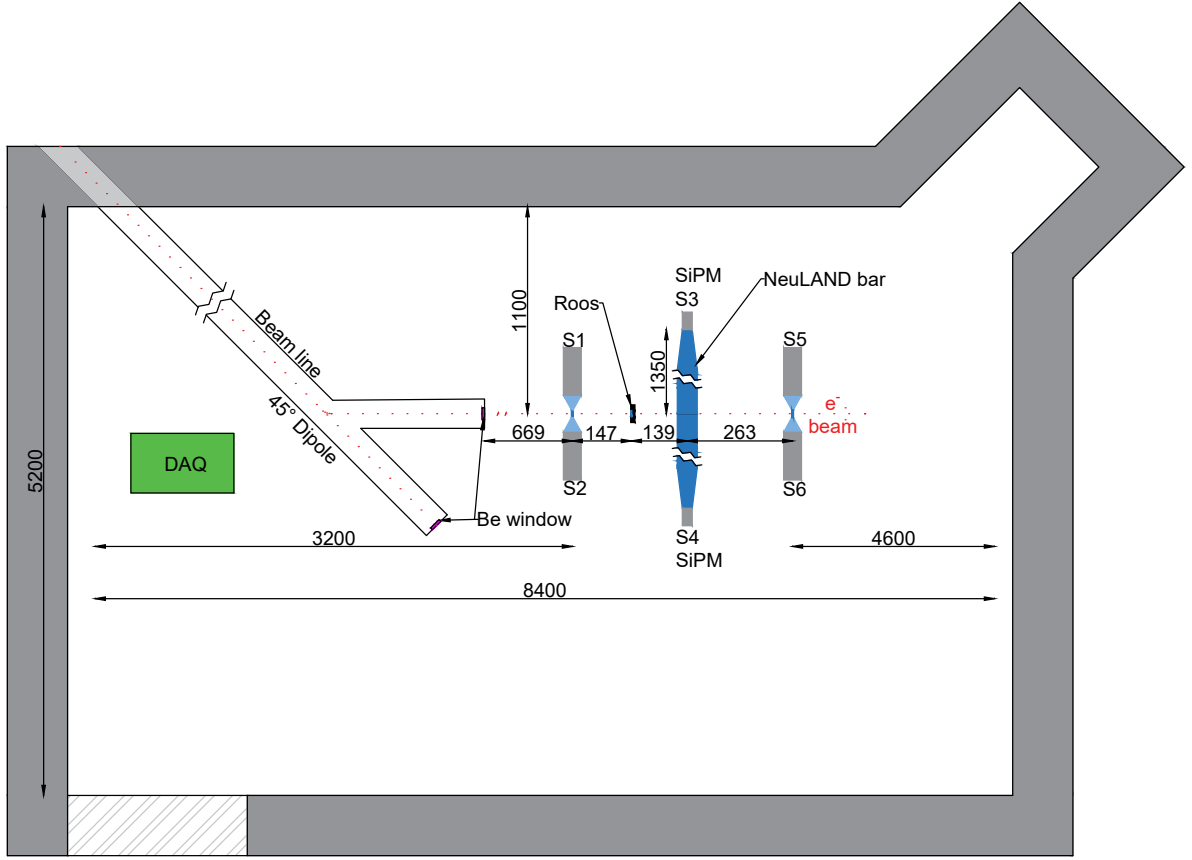 SiPM
S3
NeuLAND bar
Roos
1100
Beam line
S1
1350
S5
45° Dipole
e-
beam
669
147
139
263
DAQ
5200
S2
S6
Be window
3200
S4
SiPM
4600
8400